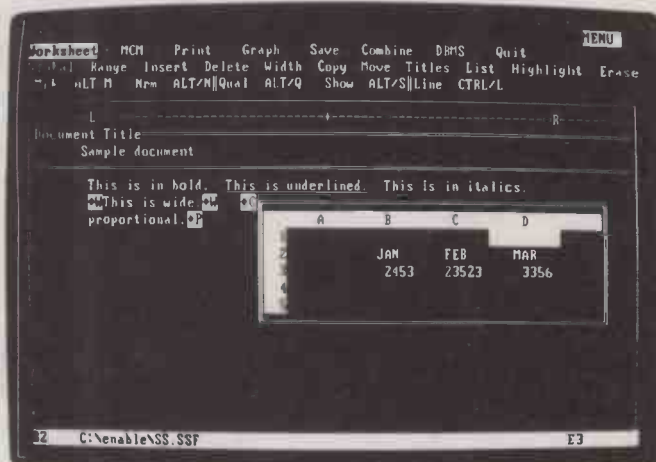 MENU
Worksheet MCM Print Graph Save Combine DBMS Quit
Range Insert Delete Width Copy Move Titles List Highlight Erase
ALT M Nrm ALT/N Qual ALT/Q Show ALT/S Line CTRL/L
L R
Document Title
Sample document
This is in bold. This is underlined. This is in italics.
W This is wide. W
proportional. P
A B C D
JAN FEB MAR
2453 23523 3356
C:\enable\SS.SSF E3